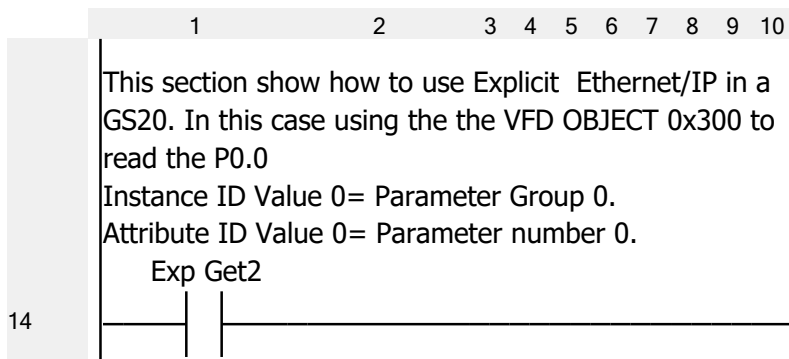 1 2 3 4 5 6 7 8 9 10
This section show how to use Explicit Ethernet/IP in a
GS20. In this case using the the VFD OBJECT 0x300 to
read the P0.0
Instance ID Value 0= Parameter Group 0.
Attribute ID Value 0= Parameter number 0.
Exp Get2
14